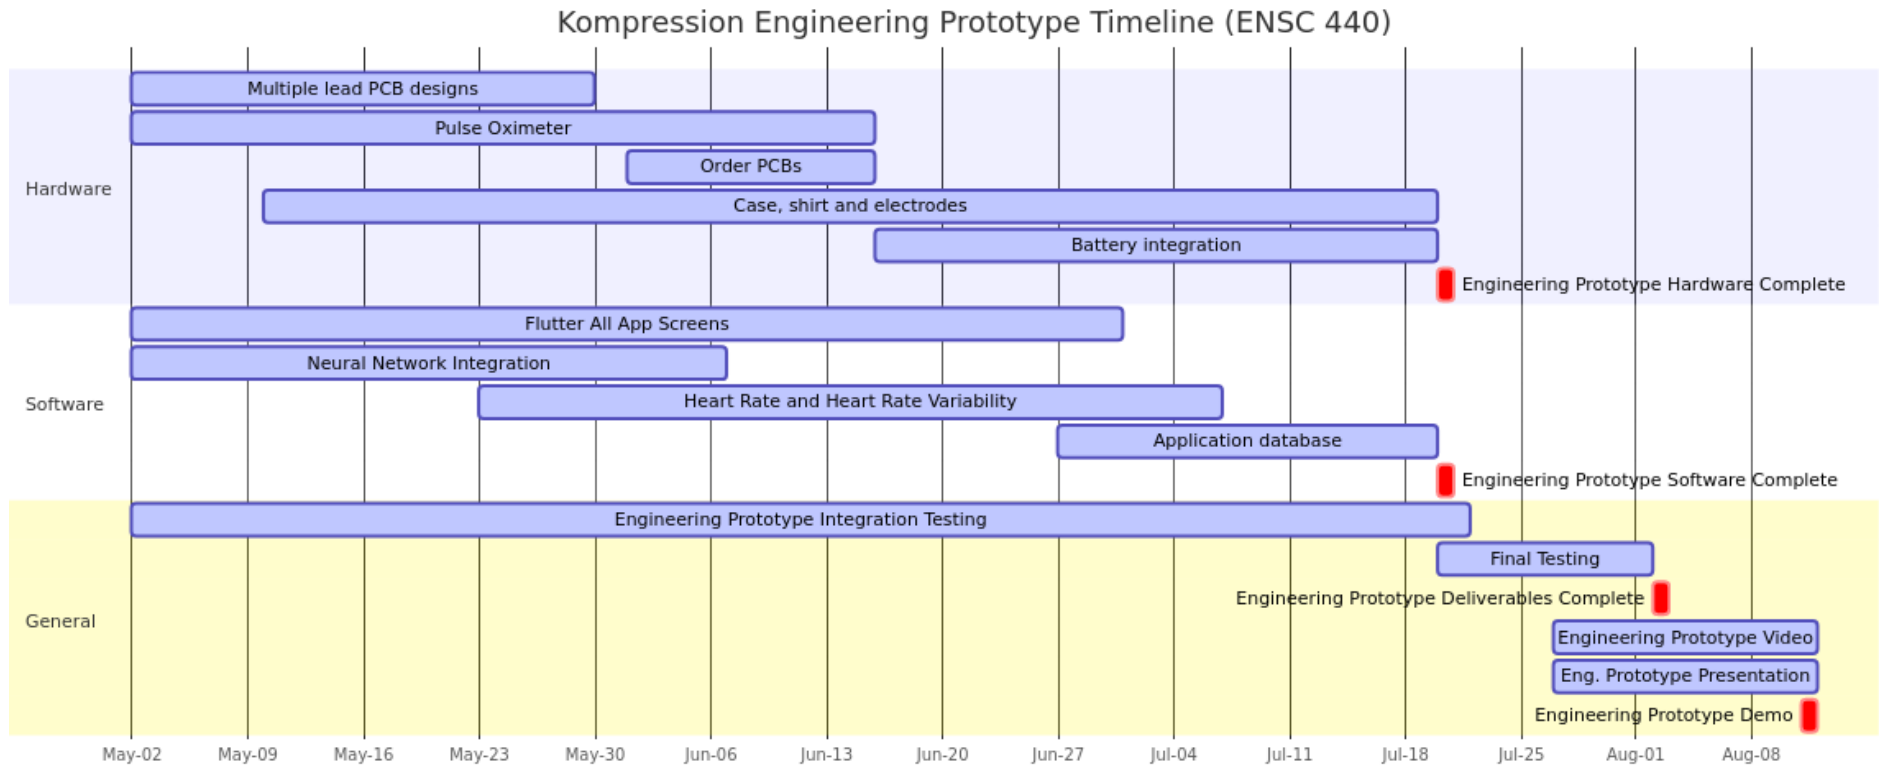 Kompression Engineering Prototype Timeline (ENSC 440)
Hardware
Multiple lead PCB designs
Pulse Oximeter
Order PCBs
Case, shirt and electrodes
Battery integration
Engineering Prototype Hardware Complete
Software
Flutter All App Screens
Neural Network Integration
Heart Rate and Heart Rate Variability
Application database
Engineering Prototype Software Complete
General
Engineering Prototype Integration Testing
Final Testing
Engineering Prototype Deliverables Complete
Engineering Prototype Video
Eng. Prototype Presentation
Engineering Prototype Demo
May-02 May-09 May-16 May-23 May-30 Jun-06 Jun-13 Jun-20 Jun-27 Jul-04 Jul-11 Jul-18 Jul-25 Aug-01 Aug-08